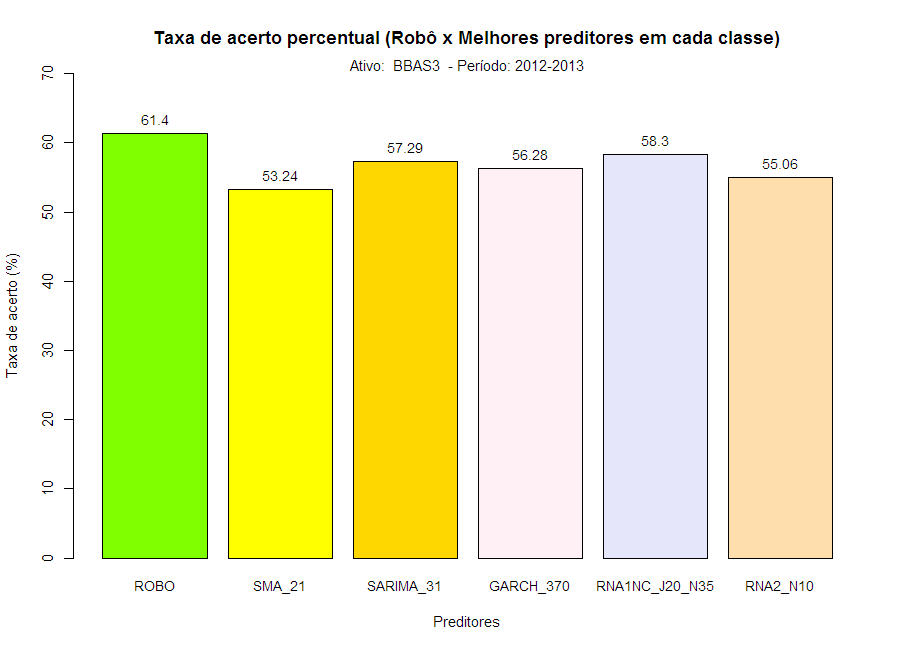 Taxa de acerto percentual (Robô x Melhores preditores em cada classe)
Ativo: BBAS3 - Período: 2012-2013
Taxa de acerto (%)
70
60
50
40
30
20
10
0
61.4
53.24
57.29
56.28
58.3
55.06
ROBO
SMA_21
SARIMA_31
GARCH_370
RNA1NC_J20_N35
RNA2_N10
Preditores